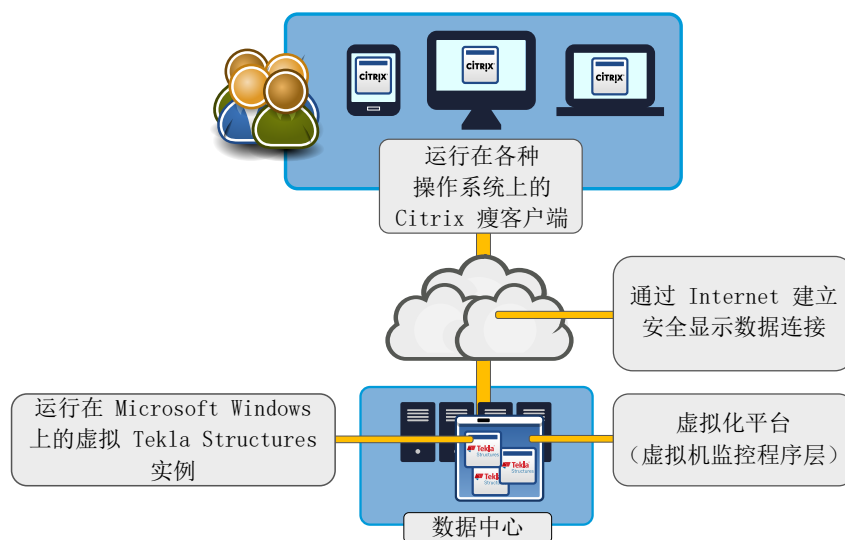 CiTRIX
CiTRIX
CiTRIX
运行在各种
操作系统上的
Citrix 瘦客户端
通过 Internet 建立
安全显示数据连接
运行在 Microsoft Windows
上的虚拟 Tekla Structures
实例
虚拟化平台
（虚拟机监控程序层）
Tekla
Structures
Tekla
Structures
Tekla
Struct
数据中心